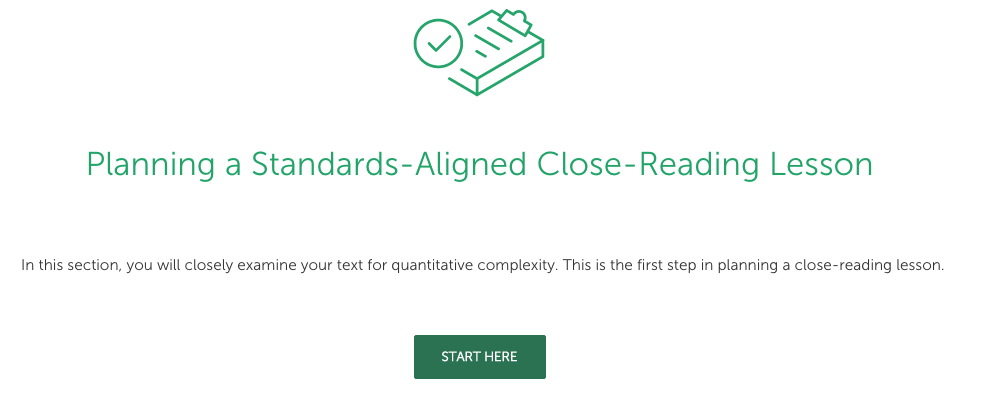 Planning a Standards-Aligned Close-Reading Lesson
In this section, you will closely examine your text for quantitative complexity. This is the first step in planning a close-reading lesson.
START HERE